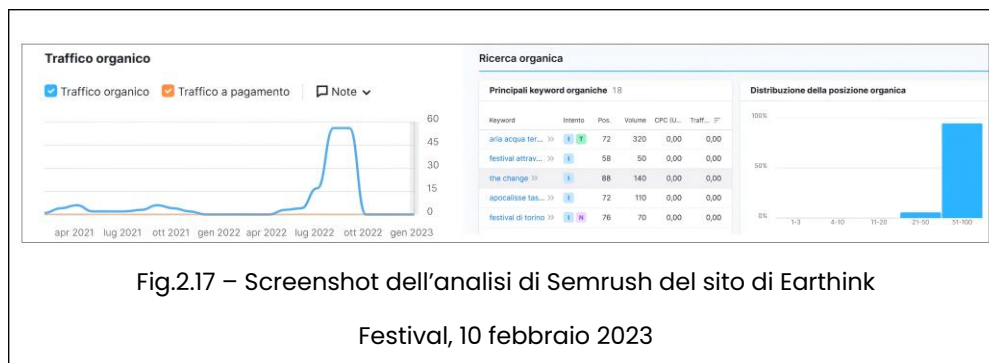 Traffico organico
Traffico organico Traffico a pagamento Note
60
45
30
15
0
apr 2021 lug 2021 ott 2021 gen 2022 apr 2022 lug 2022 ott 2022 gen 2023
Ricerca organica
Principali keyword organiche 18
Keyword Intento Pos. Volume CPC (U... Traff...
aria acqua ter... I T 72 320 0,00 0,00
festival attrav... I 58 50 0,00 0,00
the change I 88 140 0,00 0,00
apocalisse tas... I 72 110 0,00 0,00
festival di torino I N 76 70 0,00 0,00
Distribuzione della posizione organica
100%
50%
0%
1-3 4-10 11-20 21-50 51-100
Fig.2.17 – Screenshot dell’analisi di Semrush del sito di Earthink
Festival, 10 febbraio 2023